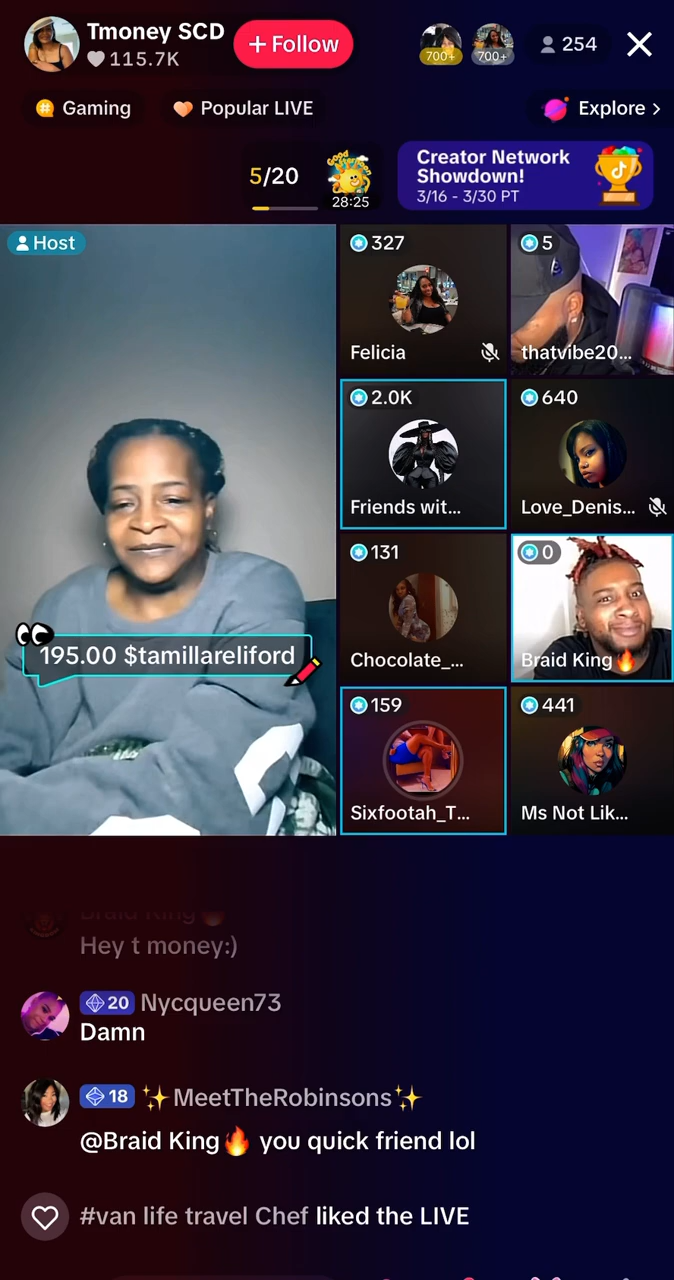 Tmoney SCD
115.7K
+ Follow
700+
700+
254
Gaming
Popular LIVE
Explore >
5/20
28:25
Creator Network
Showdown!
3/16 - 3/30 PT
Host
327
Felicia
5
thatvibe20...
2.0K
Friends wit...
640
Love_Denis...
131
Chocolate_...
0
Braid King🔥
195.00 $tamillareliford
159
Sixfootah_T...
441
Ms Not Lik...
Braid King🔥
Hey t money:)
20 Nycqueen73
Damn
18 ✨MeetTheRobinsons✨
@Braid King🔥 you quick friend lol
#van life travel Chef liked the LIVE